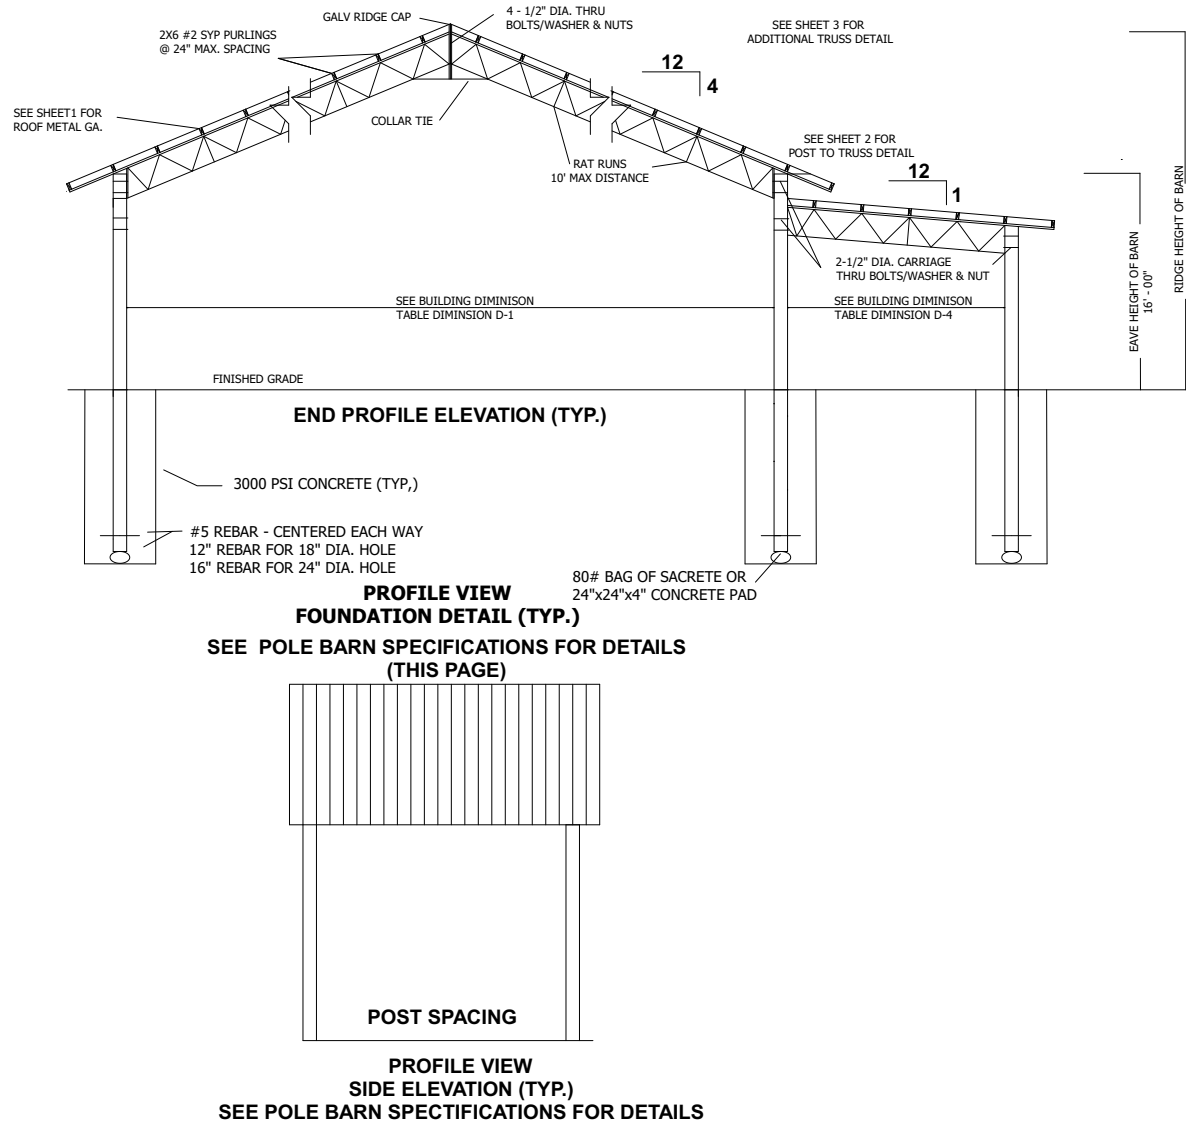 GALV RIDGE CAP
4 - 1/2" DIA. THRU
BOLTS/WASHER & NUTS
SEE SHEET 3 FOR
ADDITIONAL TRUSS DETAIL
2X6 #2 SYP PURLINGS
@ 24" MAX. SPACING
12
4
SEE SHEET1 FOR
ROOF METAL GA.
COLLAR TIE
SEE SHEET 2 FOR
POST TO TRUSS DETAIL
RAT RUNS
10' MAX DISTANCE
12
1
2-1/2" DIA. CARRIAGE
THRU BOLTS/WASHER & NUT
EAVE HEIGHT OF BARN
16' - 00"
RIDGE HEIGHT OF BARN
SEE BUILDING DIMINISON
TABLE DIMINSION D-1
SEE BUILDING DIMINISON
TABLE DIMINSION D-4
FINISHED GRADE
END PROFILE ELEVATION (TYP.)
3000 PSI CONCRETE (TYP,)
#5 REBAR - CENTERED EACH WAY
12" REBAR FOR 18" DIA. HOLE
16" REBAR FOR 24" DIA. HOLE
80# BAG OF SACRETE OR
24"x24"x4" CONCRETE PAD
PROFILE VIEW
FOUNDATION DETAIL (TYP.)
SEE POLE BARN SPECIFICATIONS FOR DETAILS
(THIS PAGE)
POST SPACING
PROFILE VIEW
SIDE ELEVATION (TYP.)
SEE POLE BARN SPECTIFICATIONS FOR DETAILS